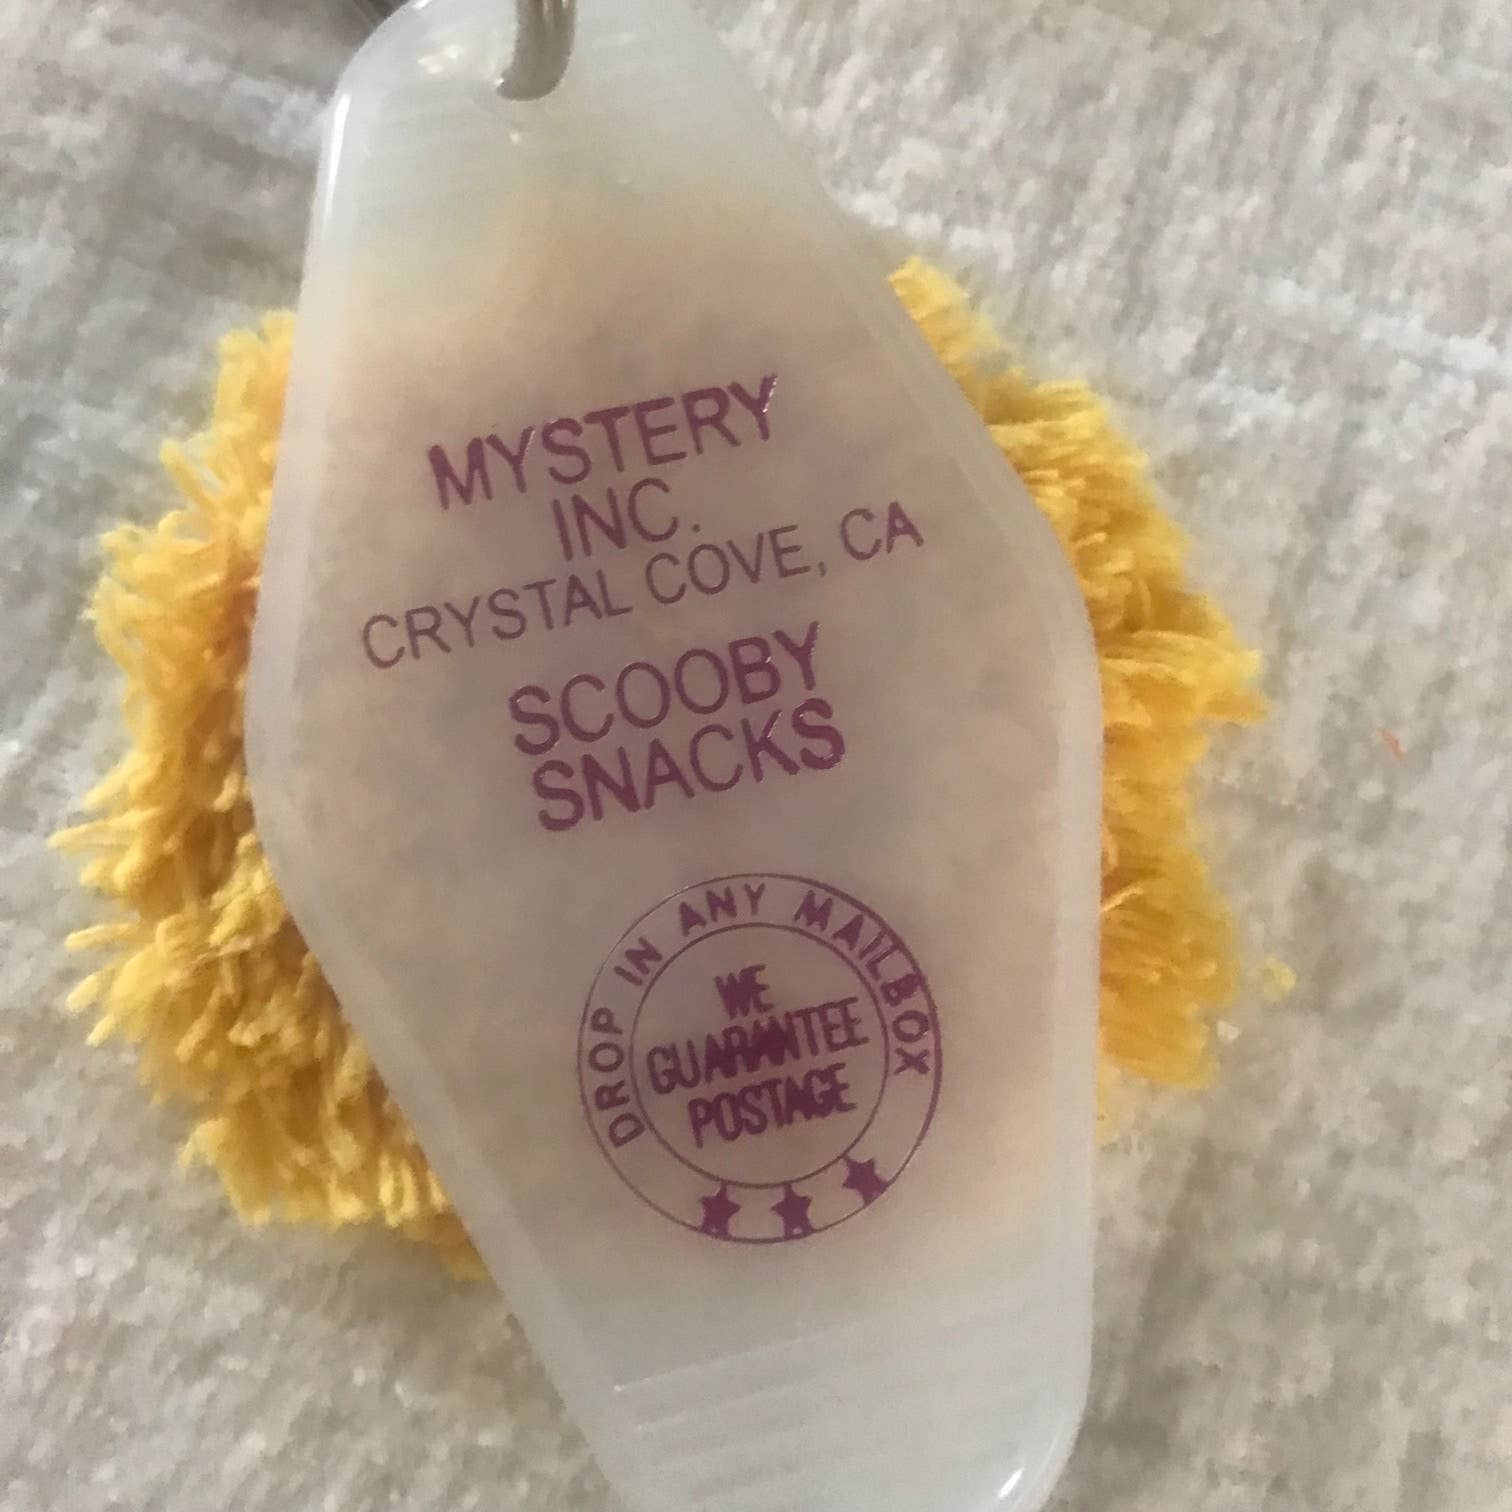 MYSTERY
INC.
CRYSTAL COVE, CA
SCOOBY
SNACKS
DROP IN ANY MAILBOX
WE
GUARANTEE
POSTAGE